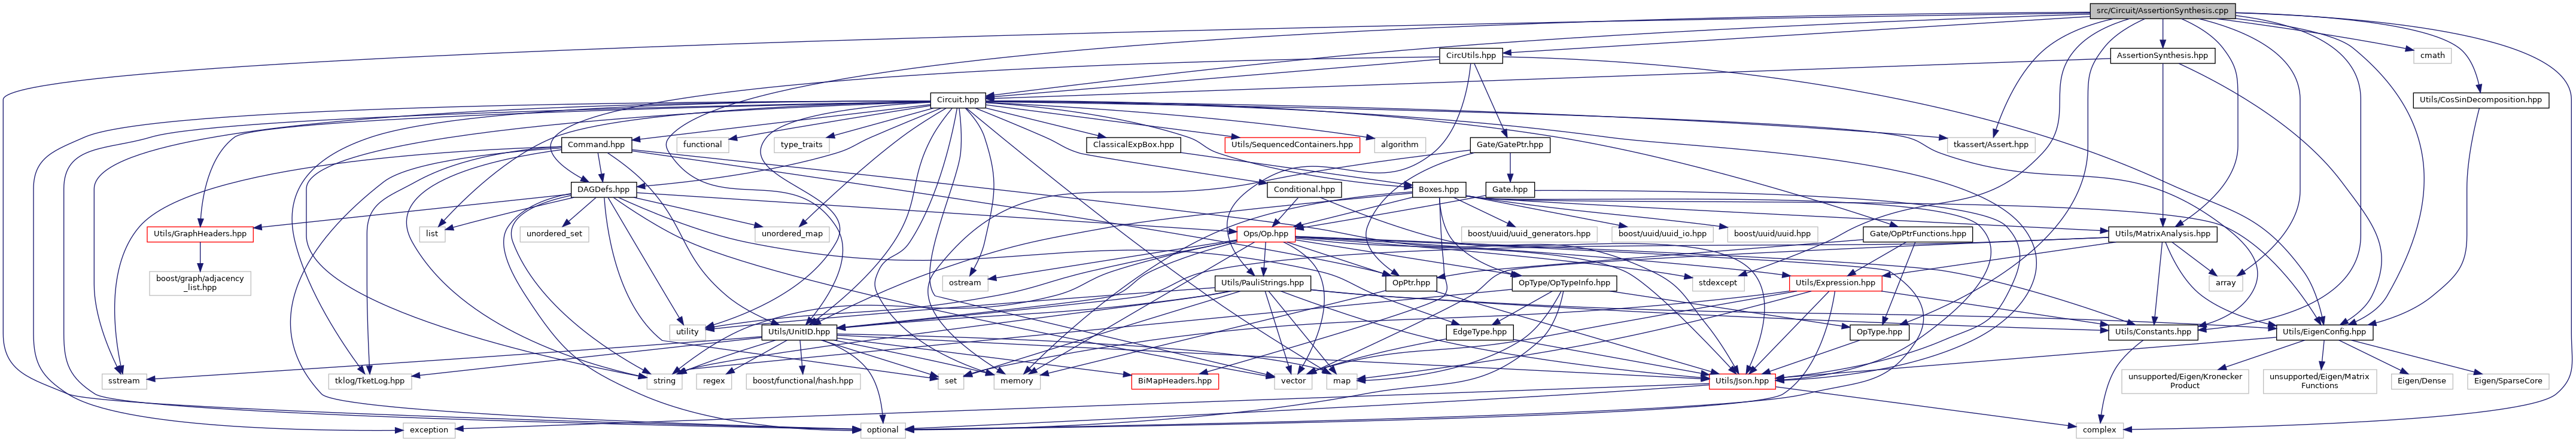 src/Circuit/AssertionSynthesis.cpp
CircUtils.hpp
AssertionSynthesis.hpp
cmath
Circuit.hpp
Utils/CosSinDecomposition.hpp
Command.hpp
functional
type_traits
ClassicalExpBox.hpp
Utils/SequencedContainers.hpp
algorithm
Gate/GatePtr.hpp
tkassert/Assert.hpp
DAGDefs.hpp
Conditional.hpp
Boxes.hpp
Gate.hpp
Utils/GraphHeaders.hpp
list
unordered_set
unordered_map
Ops/Op.hpp
boost/uuid/uuid_generators.hpp
boost/uuid/uuid_io.hpp
boost/uuid/uuid.hpp
Gate/OpPtrFunctions.hpp
Utils/MatrixAnalysis.hpp
boost/graph/adjacency
_list.hpp
ostream
Utils/PauliStrings.hpp
OpPtr.hpp
OpType/OpTypeInfo.hpp
stdexcept
Utils/Expression.hpp
array
utility
Utils/UnitID.hpp
EdgeType.hpp
OpType.hpp
Utils/Constants.hpp
Utils/EigenConfig.hpp
sstream
tklog/TketLog.hpp
string
regex
boost/functional/hash.hpp
set
memory
BiMapHeaders.hpp
vector
map
Utils/Json.hpp
unsupported/Eigen/Kronecker
Product
unsupported/Eigen/Matrix
Functions
Eigen/Dense
Eigen/SparseCore
exception
optional
complex